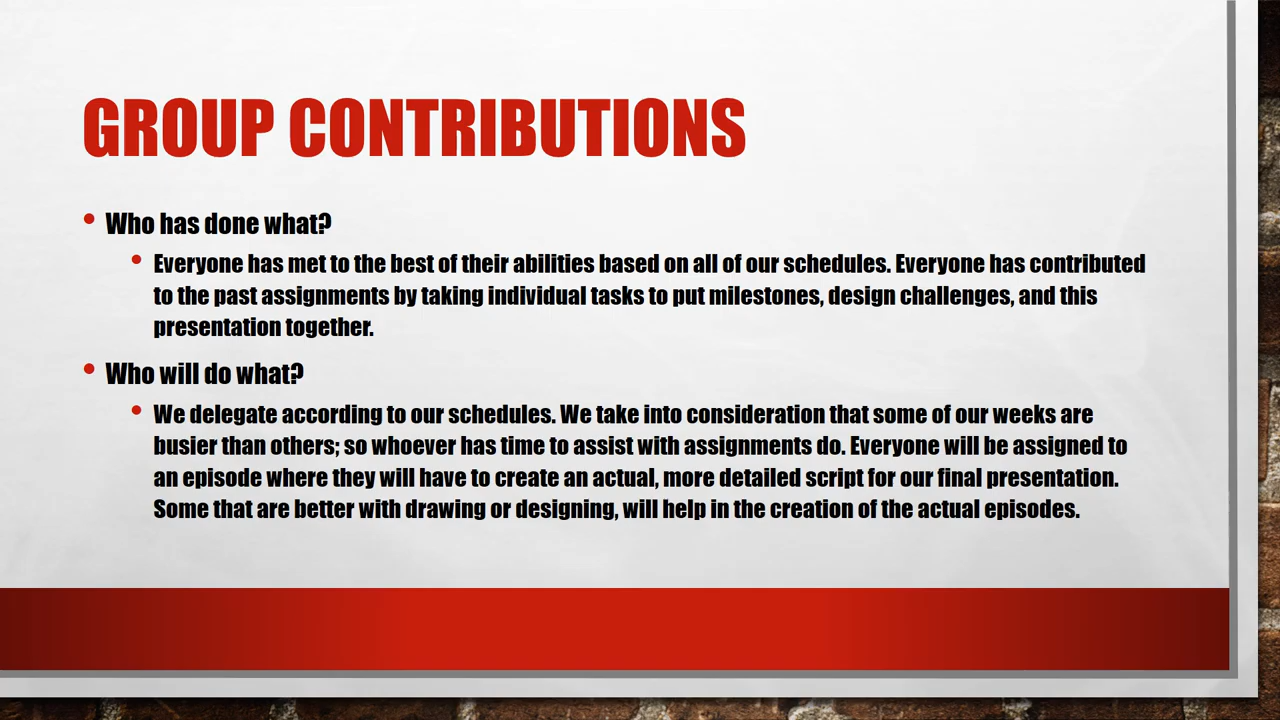 GROUP CONTRIBUTIONS
• Who has done what?
• Everyone has met to the best of their abilities based on all of our schedules. Everyone has contributed
to the past assignments by taking individual tasks to put milestones, design challenges, and this
presentation together.
• Who will do what?
• We delegate according to our schedules. We take into consideration that some of our weeks are
busier than others; so whoever has time to assist with assignments do. Everyone will be assigned to
an episode where they will have to create an actual, more detailed script for our final presentation.
Some that are better with drawing or designing, will help in the creation of the actual episodes.